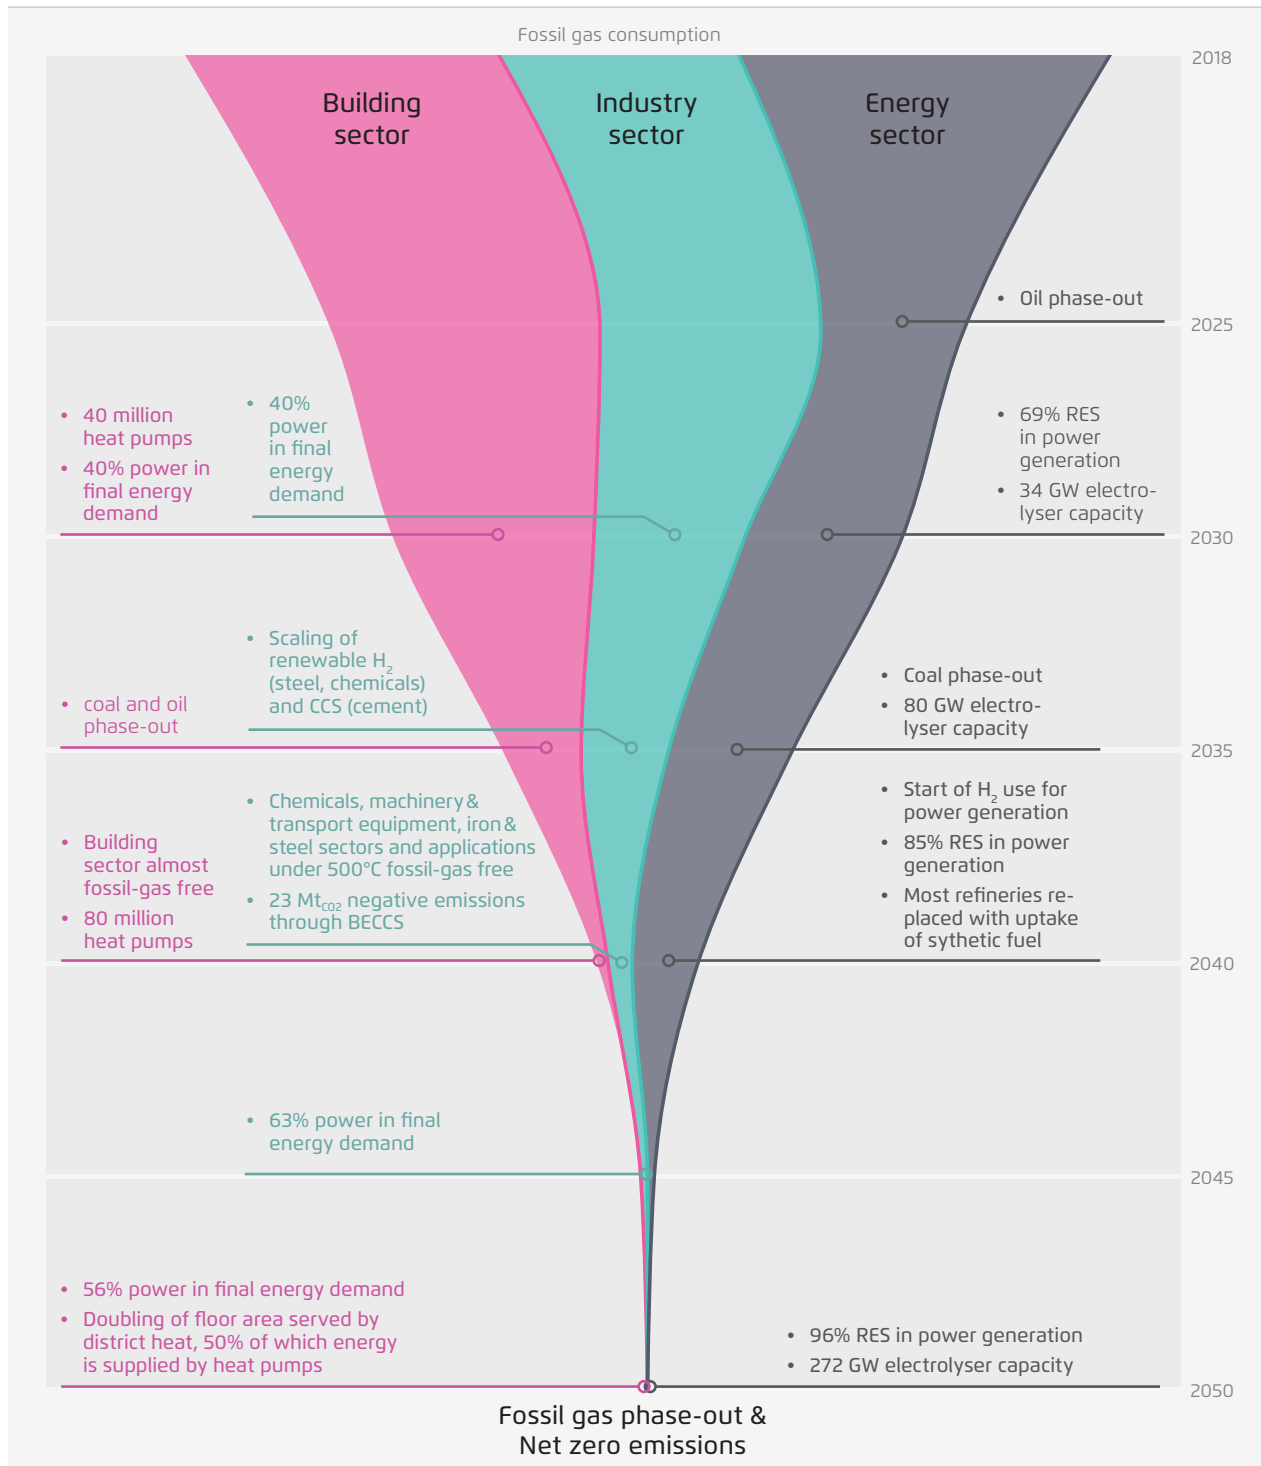 Fossil gas consumption
2018
Building
sector
Industry
sector
Energy
sector
• Oil phase-out
2025
• 40 million
heat pumps
• 40% power in
final energy
demand
• 40%
power
in final
energy
demand
• 69% RES
in power
generation
• 34 GW electro-
lyser capacity
2030
• coal and oil
phase-out
• Scaling of
renewable H2
(steel, chemicals)
and CCS (cement)
• Coal phase-out
• 80 GW electro-
lyser capacity
2035
• Building
sector almost
fossil-gas free
• 80 million
heat pumps
• Chemicals, machinery &
transport equipment, iron &
steel sectors and applications
under 500°C fossil-gas free
• 23 MtCO2 negative emissions
through BECCS
• Start of H2 use for
power generation
• 85% RES in power
generation
• Most refineries re-
placed with uptake
of sythetic fuel
2040
• 63% power in final
energy demand
2045
• 56% power in final energy demand
• Doubling of floor area served by
district heat, 50% of which energy
is supplied by heat pumps
• 96% RES in power generation
• 272 GW electrolyser capacity
2050
Fossil gas phase-out &
Net zero emissions